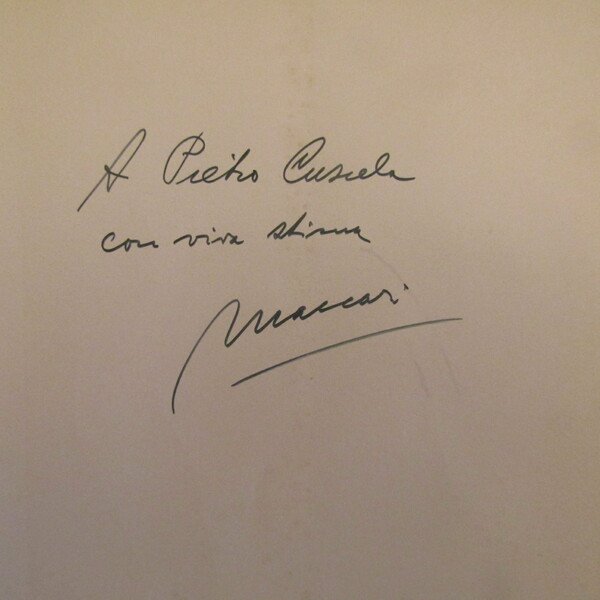 A Pietro Cuscela
con viva stima
Maccari